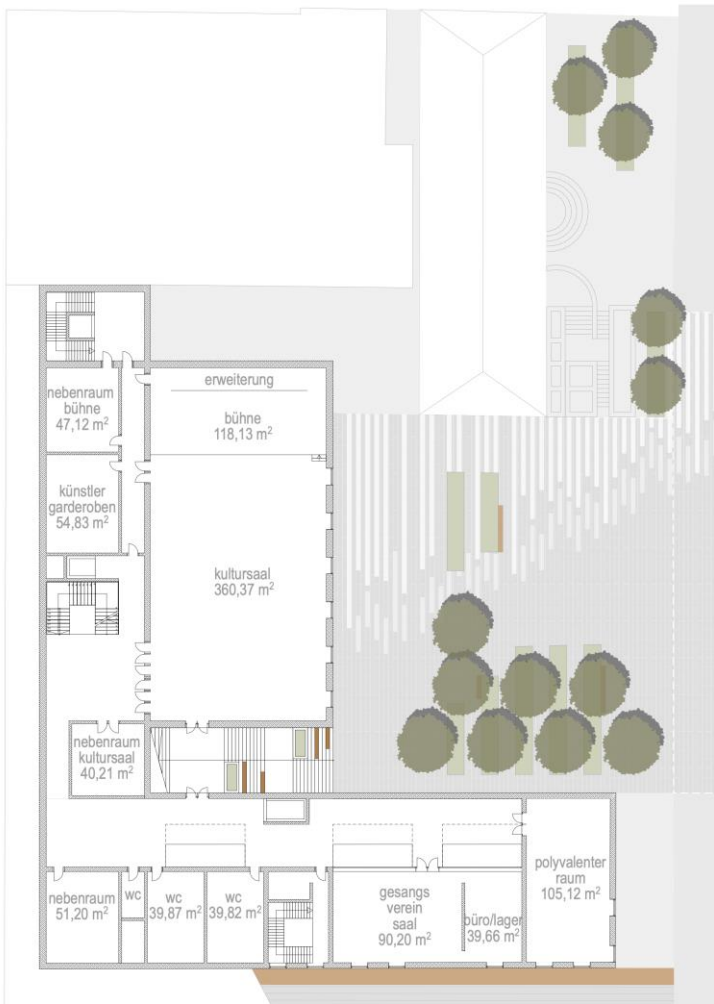 erweiterung
bühne
118,13 m²
nebenraum
bühne
47,12 m²
künstler
garderoben
54,83 m²
kultursaal
360,37 m²
nebenraum
kultursaal
40,21 m²
nebenraum
51,20 m²
wc
wc
39,87 m²
wc
39,82 m²
gesangs
verein
saal
90,20 m²
büro/lager
39,66 m²
polyvalenter
raum
105,12 m²